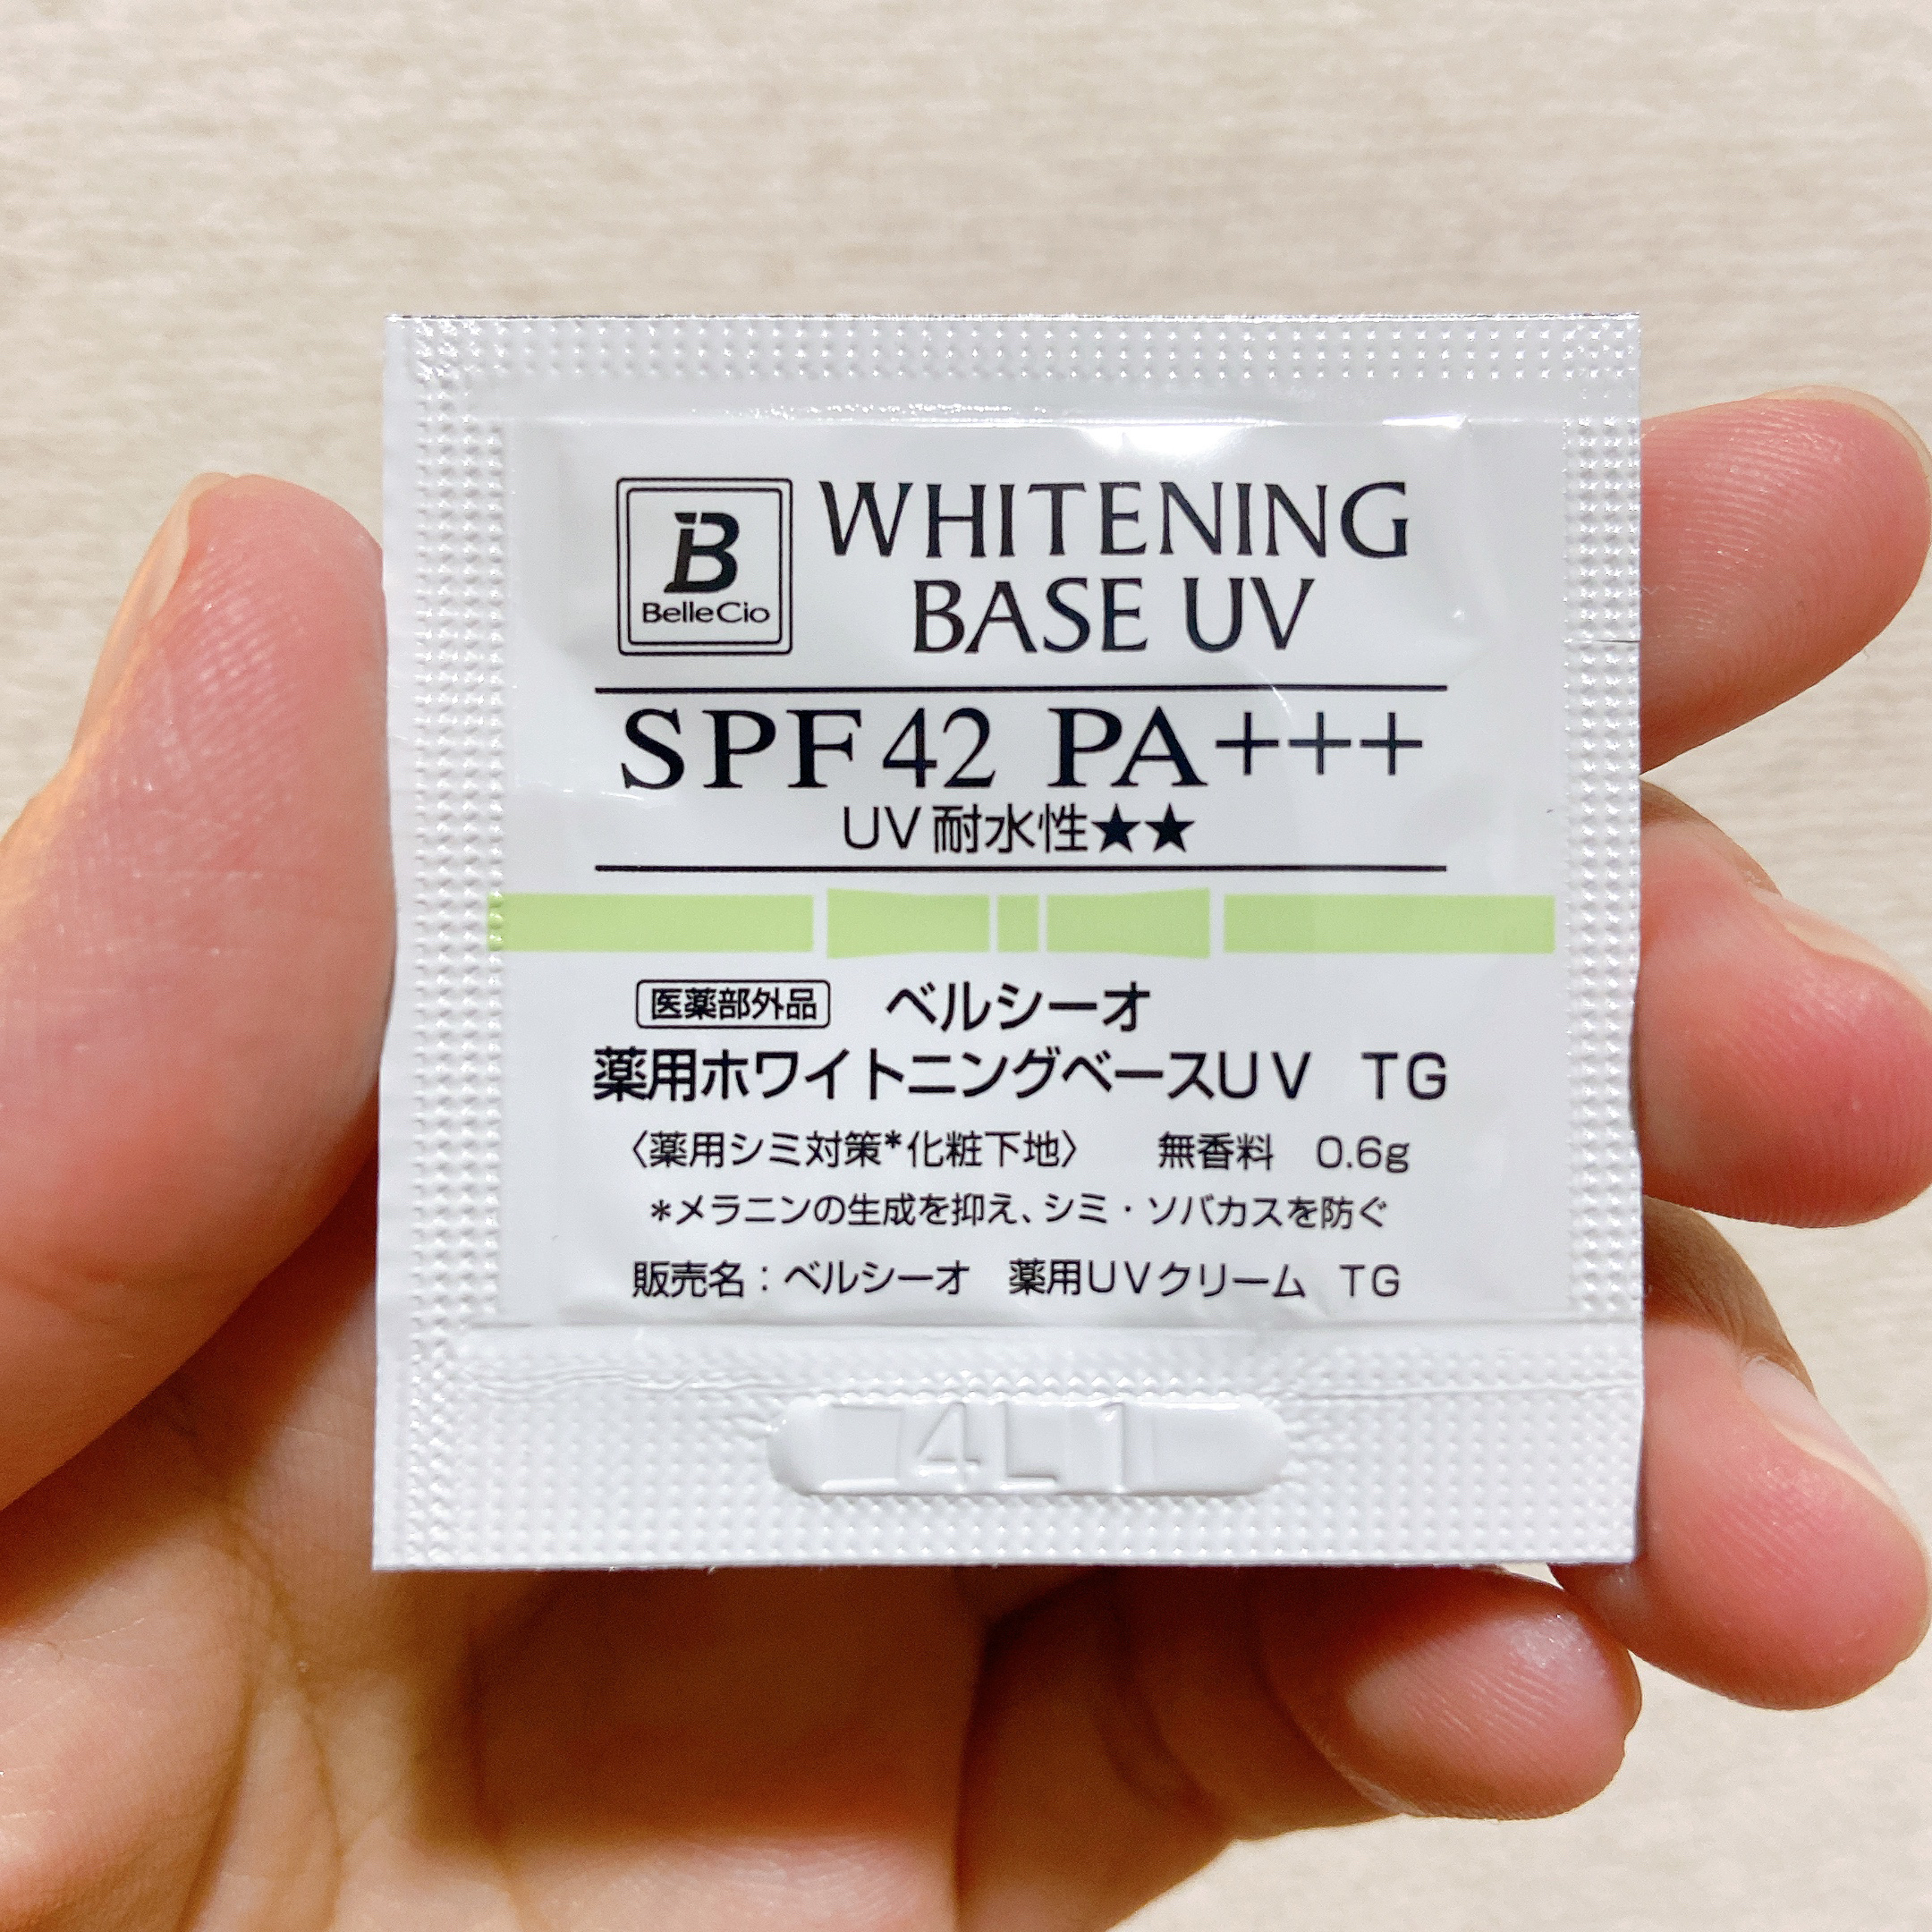 B
BelleCio
WHITENING
BASE UV
SPF 42 PA+++
UV耐水性★★
医薬部外品 ベルシーオ
薬用ホワイトニングベースUV TG
〈薬用シミ対策*化粧下地〉 無香料 0.6g
*メラニンの生成を抑え、シミ・ソバカスを防ぐ
販売名:ベルシーオ 薬用UVクリーム TG
4L1